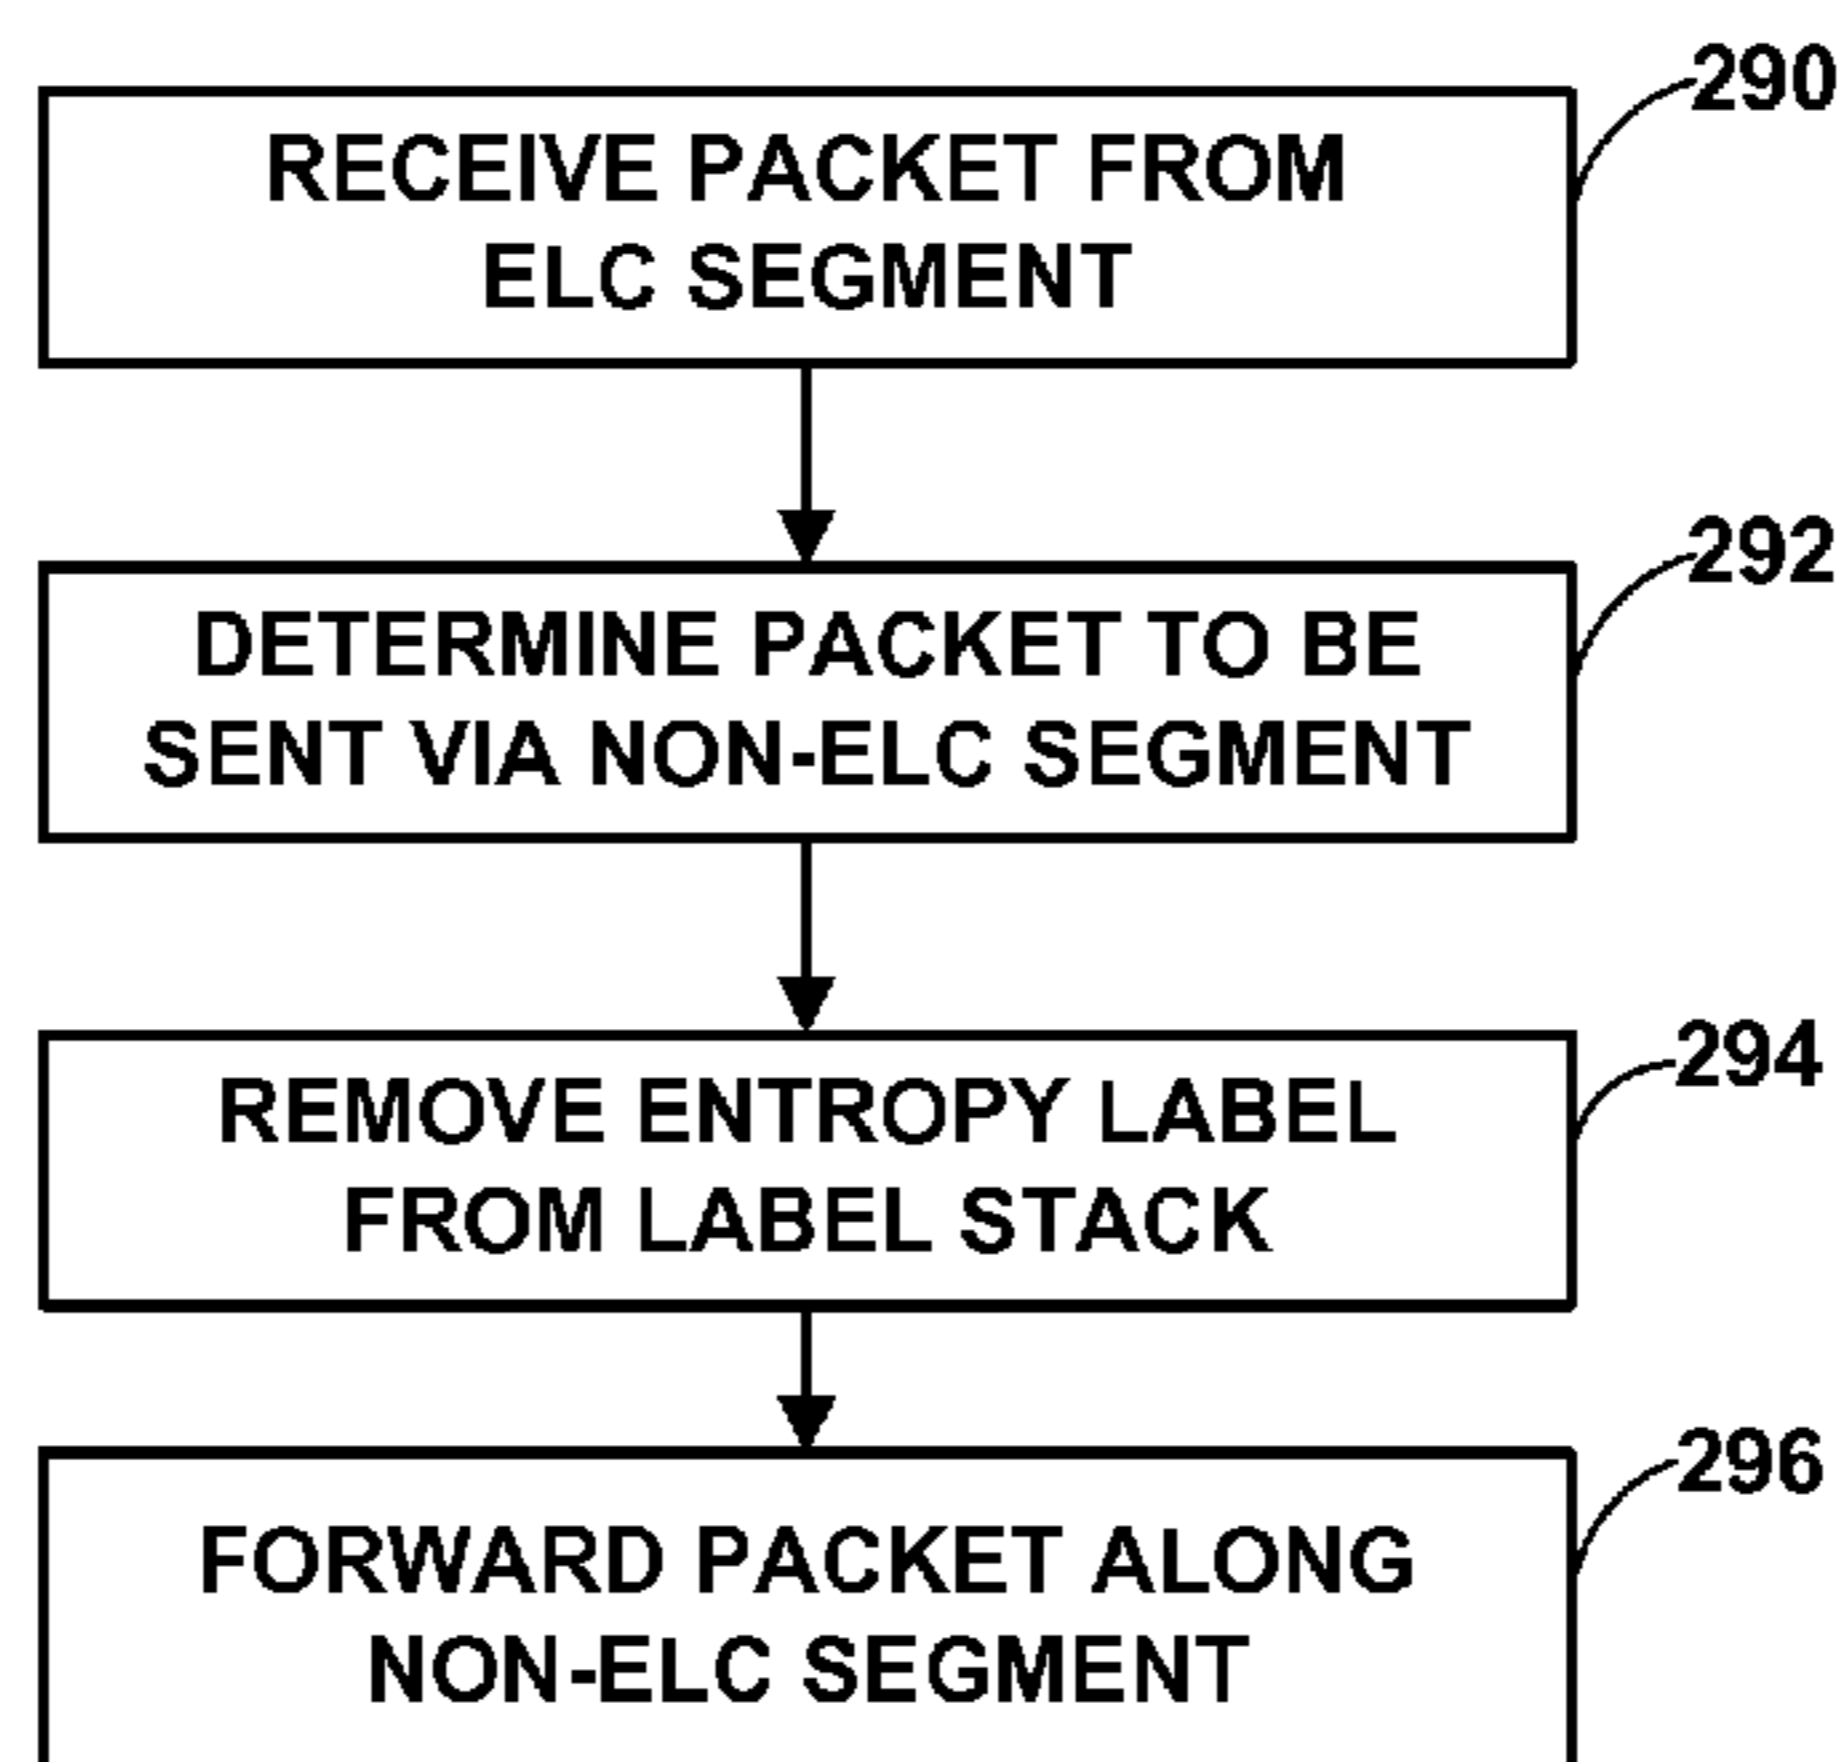 290
RECEIVE PACKET FROM
ELC SEGMENT
292
DETERMINE PACKET TO BE
SENT VIA NON-ELC SEGMENT
294
REMOVE ENTROPY LABEL
FROM LABEL STACK
296
FORWARD PACKET ALONG
NON-ELC SEGMENT